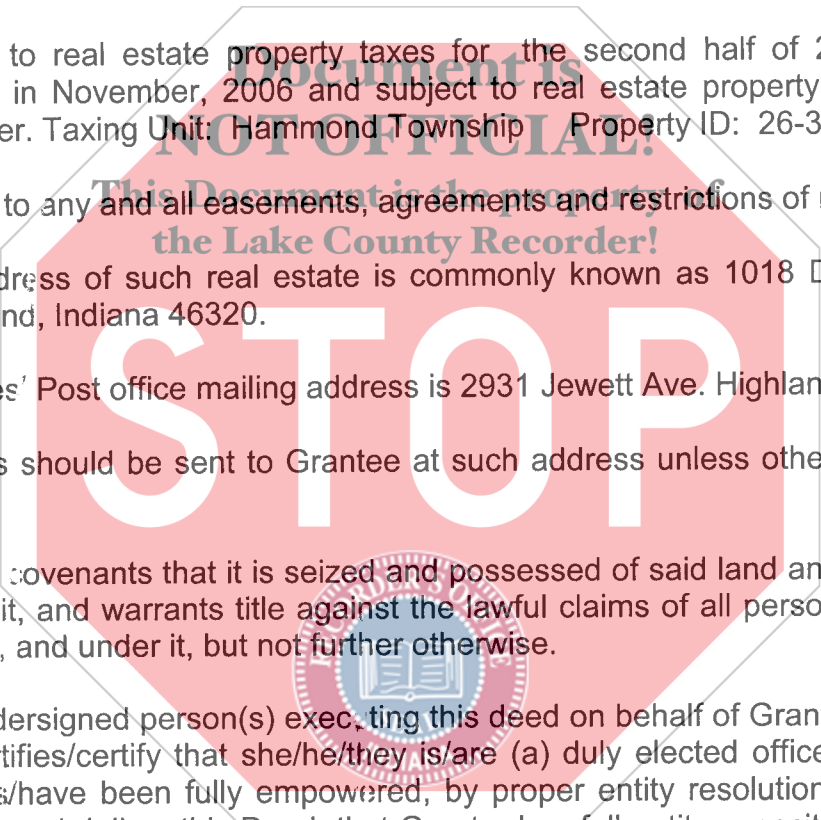 to real estate property taxes for the second half of 2
Document is
in November, 2006 and subject to real estate property
er. Taxing Unit: Hammond Township Property ID: 26-3
NOT OFFICIAL!
This Document is the property of
to any and all easements, agreements and restrictions of
the Lake County Recorder!
dress of such real estate is commonly known as 1018 D
nd, Indiana 46320.
STOP
es' Post office mailing address is 2931 Jewett Ave. Highlan
s should be sent to Grantee at such address unless othe
covenants that it is seized and possessed of said land an
it, and warrants title against the lawful claims of all perso
, and under it, but not further otherwise.
RECORDER'S OFFICE
dersigned person(s) executing this deed on behalf of Gran
rtifies/certify that she/he/they is/are (a) duly elected office
s/have been fully empowered, by proper entity resolution